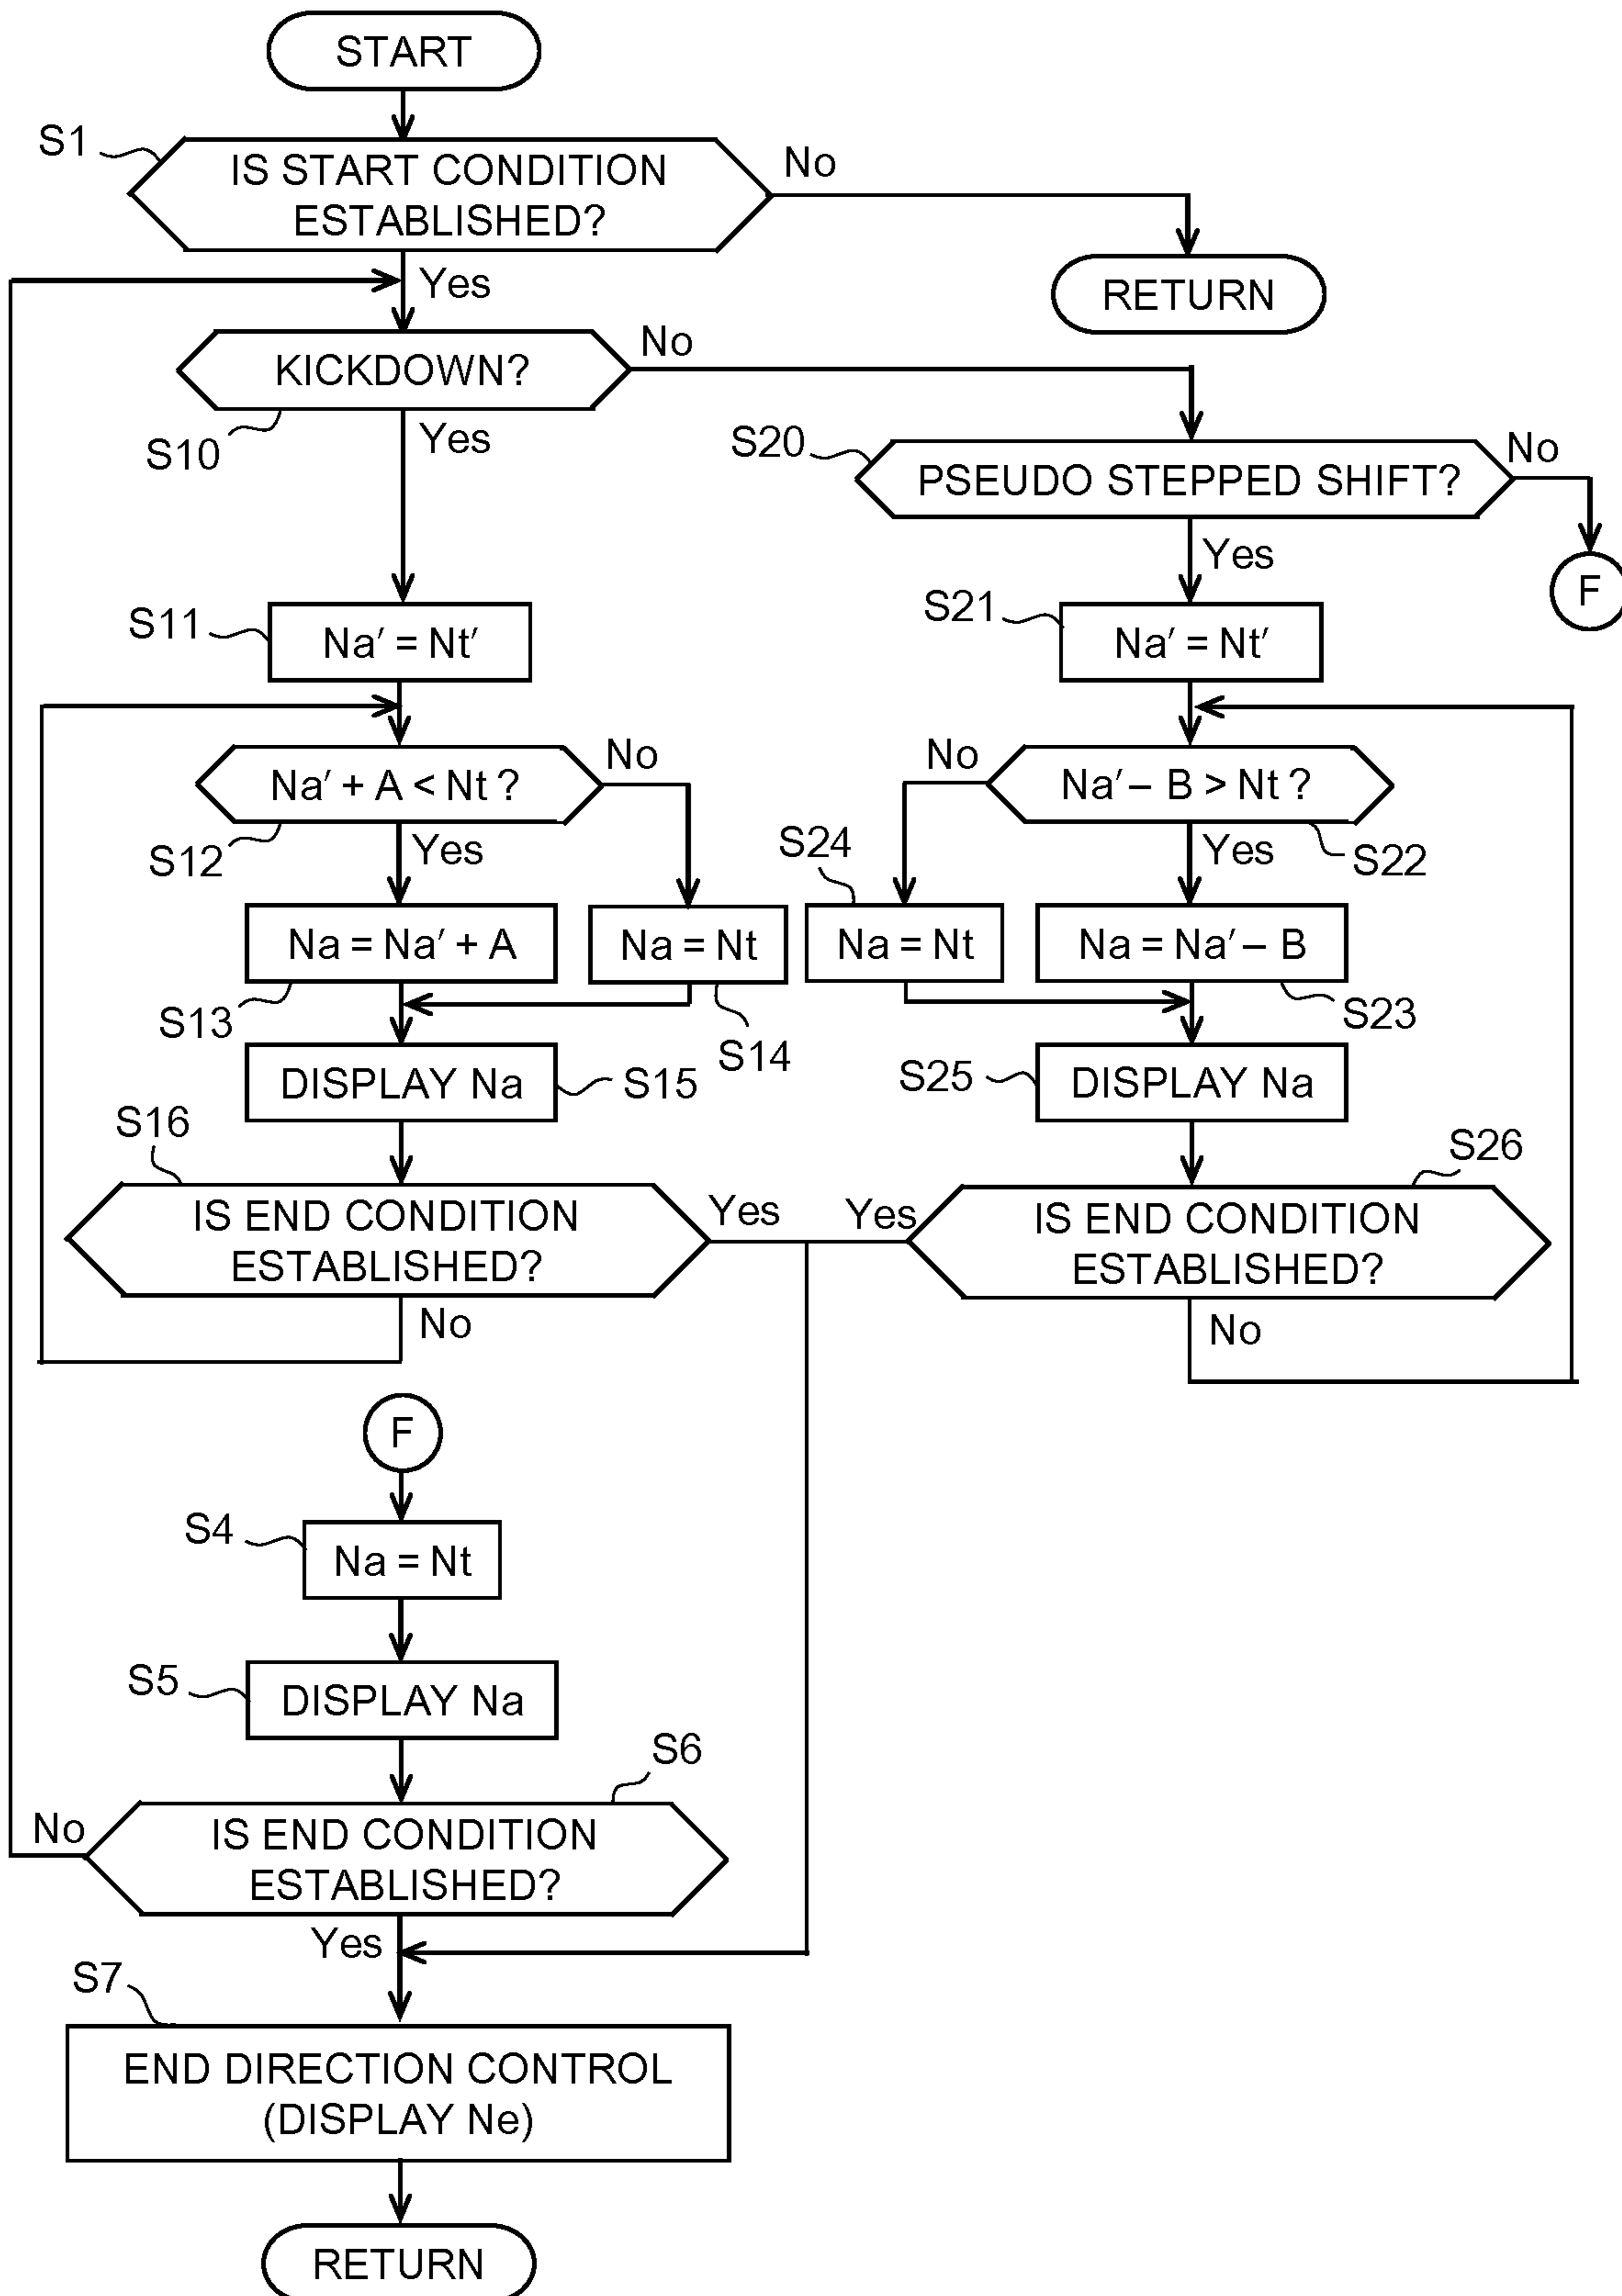 START
S1
IS START CONDITION
ESTABLISHED?
No
Yes
RETURN
KICKDOWN?
No
S10
Yes
S20
PSEUDO STEPPED SHIFT?
No
Yes
F
S11
Na′ = Nt′
S21
Na′ = Nt′
Na′ + A < Nt ?
No
S12
Yes
No
Na′ – B > Nt ?
S24
Yes
S22
Na = Na′ + A
Na = Nt
Na = Nt
Na = Na′ – B
S13
S14
S23
DISPLAY Na
S15
S25
DISPLAY Na
S16
IS END CONDITION
ESTABLISHED?
Yes
No
Yes
S26
IS END CONDITION
ESTABLISHED?
No
F
S4
Na = Nt
S5
DISPLAY Na
S6
No
IS END CONDITION
ESTABLISHED?
Yes
S7
END DIRECTION CONTROL
(DISPLAY Ne)
RETURN